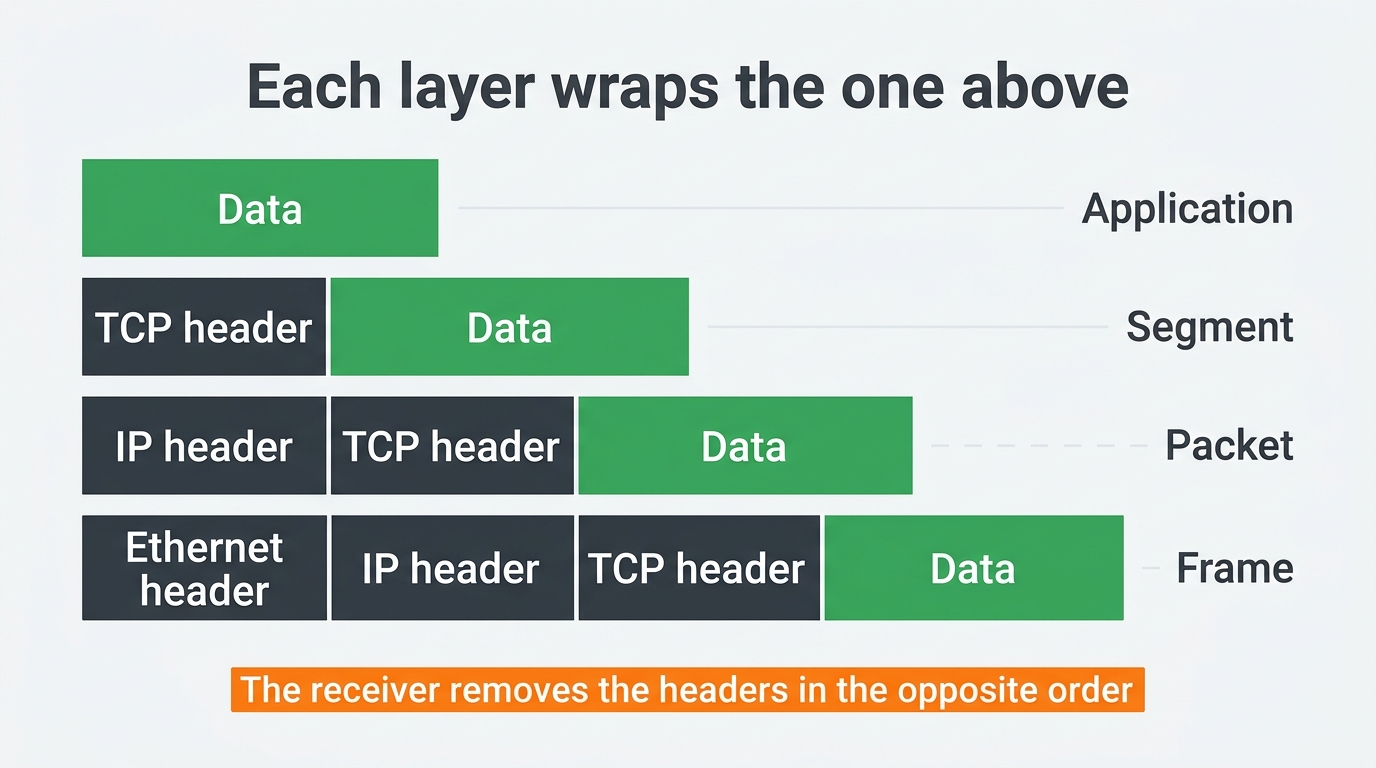 Each layer wraps the one above
Data
Application
TCP header
Data
Segment
IP header
TCP header
Data
Packet
Ethernet
header
IP header
TCP header
Data
Frame
The receiver removes the headers in the opposite order